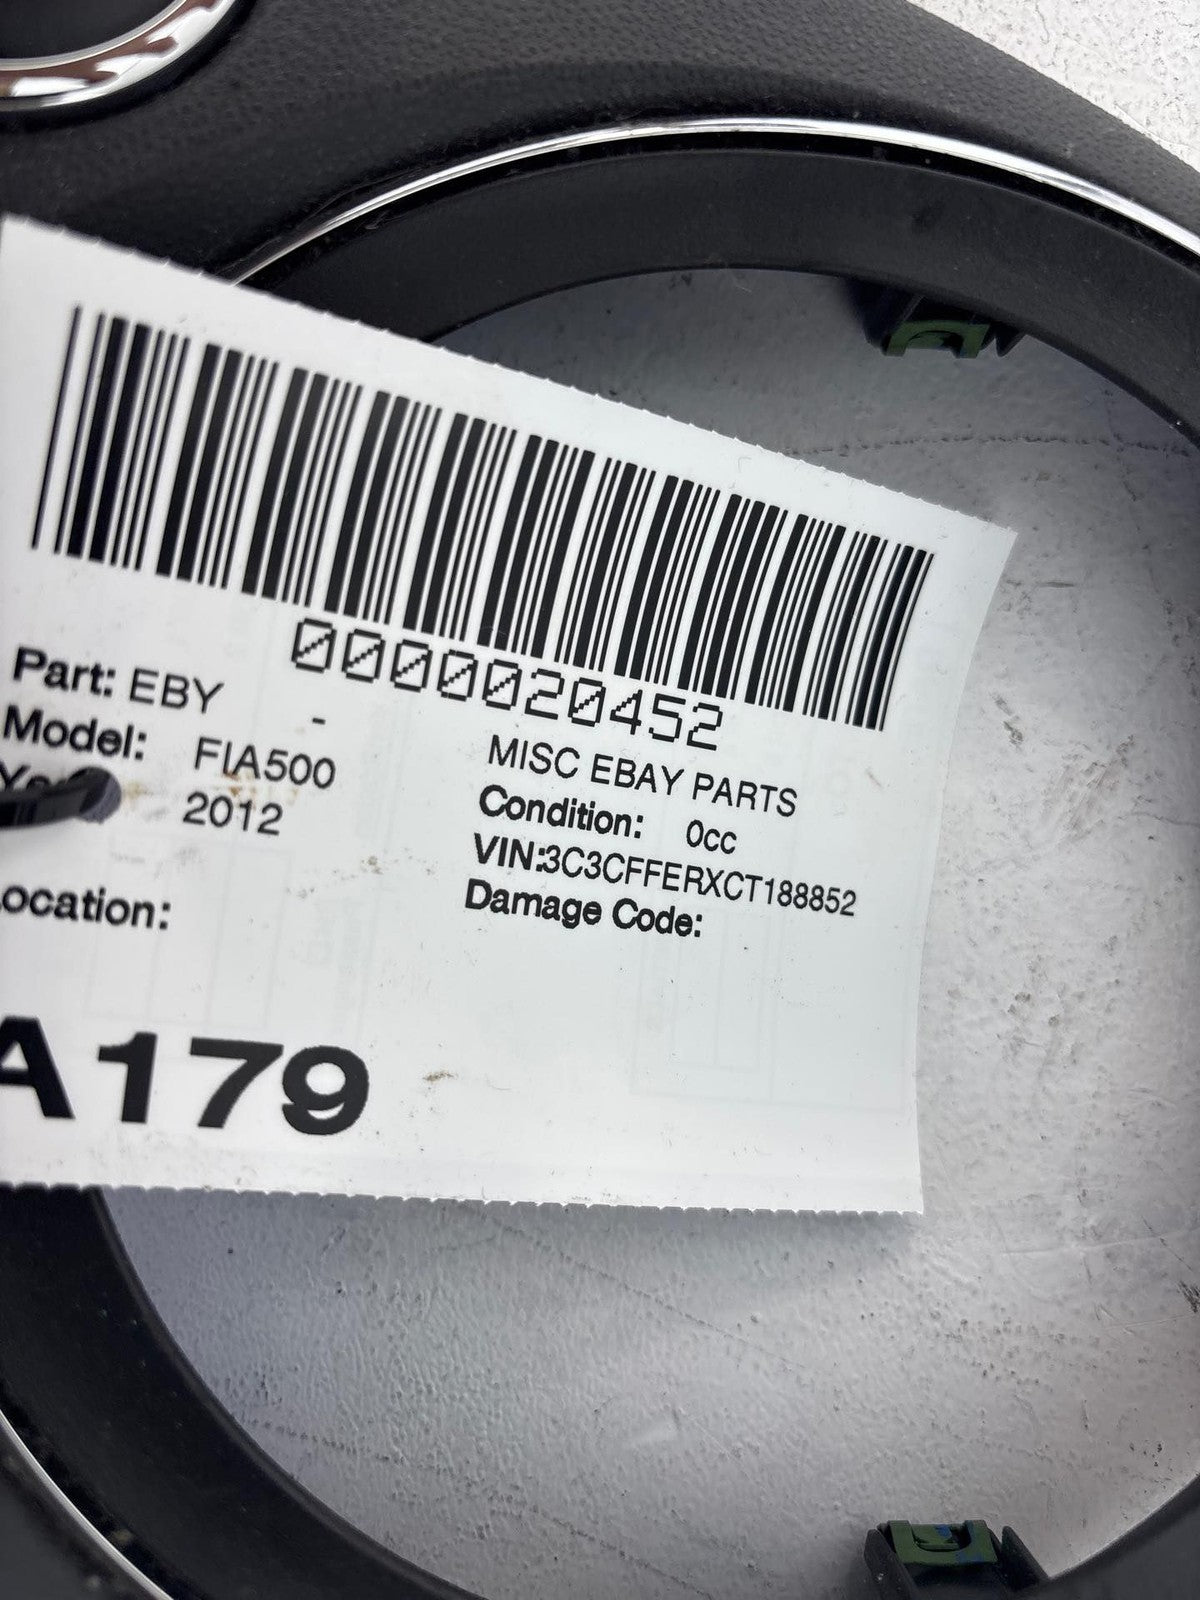 0000020452
Part: EBY -
MISC EBAY PARTS
Model: FIA500
Condition: 0cc
2012
VIN:3C3CFFERXCT188852
Damage Code:
ocation:
A179